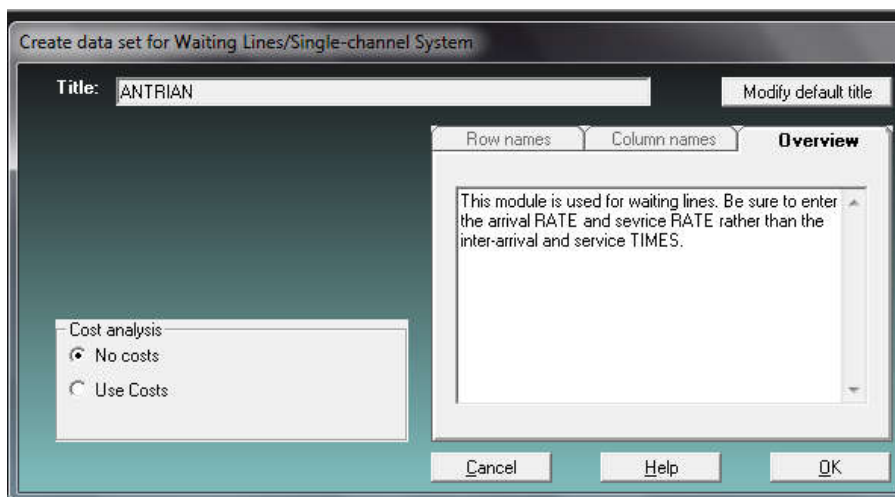 Create data set for Waiting Lines/Single-channel System
Title: ANTRIAN Modify default title
Row names Column names Overview
This module is used for waiting lines. Be sure to enter
the arrival RATE and sevrice RATE rather than the
inter-arrival and service TIMES.
Cost analysis
No costs
Use Costs
Cancel Help OK